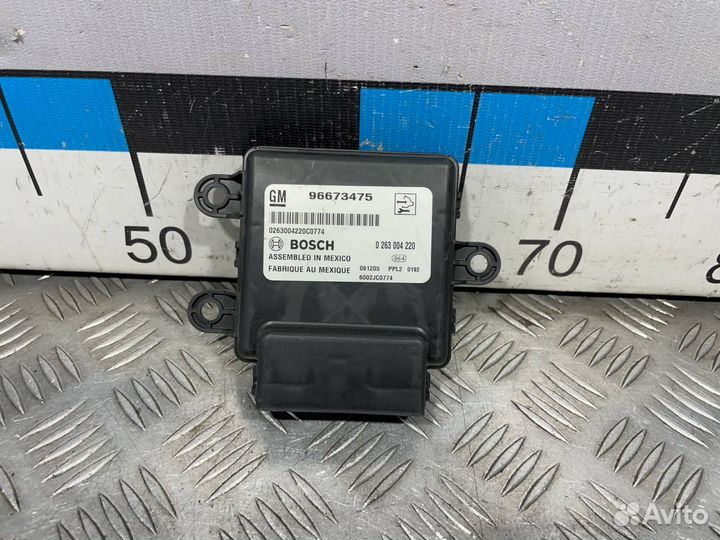 GM 96673475
0263004220C0774
BOSCH 0 263 004 220
ASSEMBLED IN MEXICO
FABRIQUE AU MEXIQUE
064
061205 PPL2 0192
6002JC0774
50
70
Avito